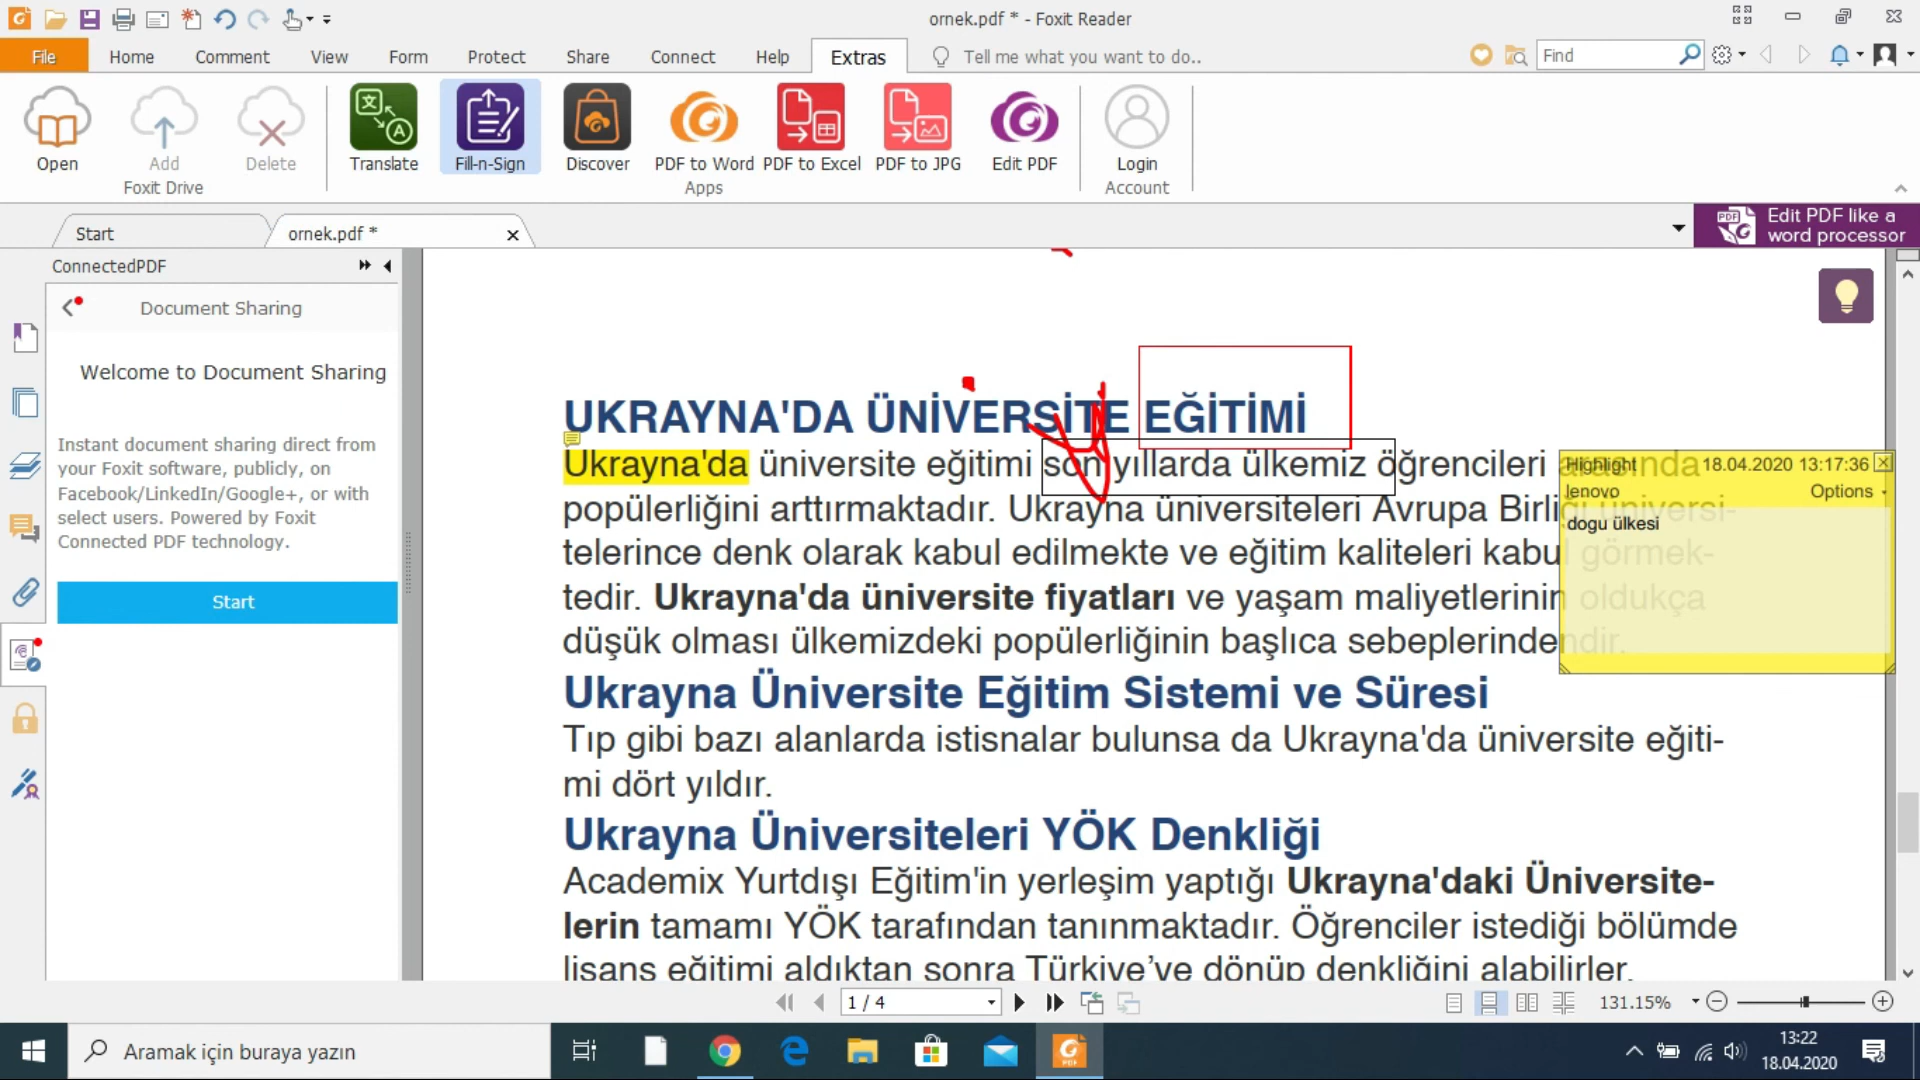 ornek.pdf * - Foxit Reader
File Home Comment View Form Protect Share Connect Help Extras Tell me what you want to do.. Find
Open Add Delete Translate Fill-n-Sign Discover PDF to Word PDF to Excel PDF to JPG Edit PDF Login
Foxit Drive Apps Account
Start ornek.pdf *
Edit PDF like a
word processor
ConnectedPDF
Document Sharing
Welcome to Document Sharing
Instant document sharing direct from
your Foxit software, publicly, on
Facebook/LinkedIn/Google+, or with
select users. Powered by Foxit
Connected PDF technology.
Start
UKRAYNA'DA ÜNİVERSİTE EĞİTİMİ
Ukrayna'da üniversite eğitimi son yıllarda ülkemiz öğrencileri arasında
popülerliğini arttırmaktadır. Ukrayna üniversiteleri Avrupa Birliği üniversi-
telerince denk olarak kabul edilmekte ve eğitim kaliteleri kabul görmek-
tedir. Ukrayna'da üniversite fiyatları ve yaşam maliyetlerinin oldukça
düşük olması ülkemizdeki popülerliğinin başlıca sebeplerindendir.
Highlight 18.04.2020 13:17:36
lenovo Options
dogu ülkesi
Ukrayna Üniversite Eğitim Sistemi ve Süresi
Tıp gibi bazı alanlarda istisnalar bulunsa da Ukrayna'da üniversite eğiti-
mi dört yıldır.
Ukrayna Üniversiteleri YÖK Denkliği
Academix Yurtdışı Eğitim'in yerleşim yaptığı Ukrayna'daki Üniversite-
lerin tamamı YÖK tarafından tanınmaktadır. Öğrenciler istediği bölümde
lisans eğitimi aldıktan sonra Türkiye’ye dönüp denkliğini alabilirler.
1 / 4 131.15%
Aramak için buraya yazın
13:22
18.04.2020